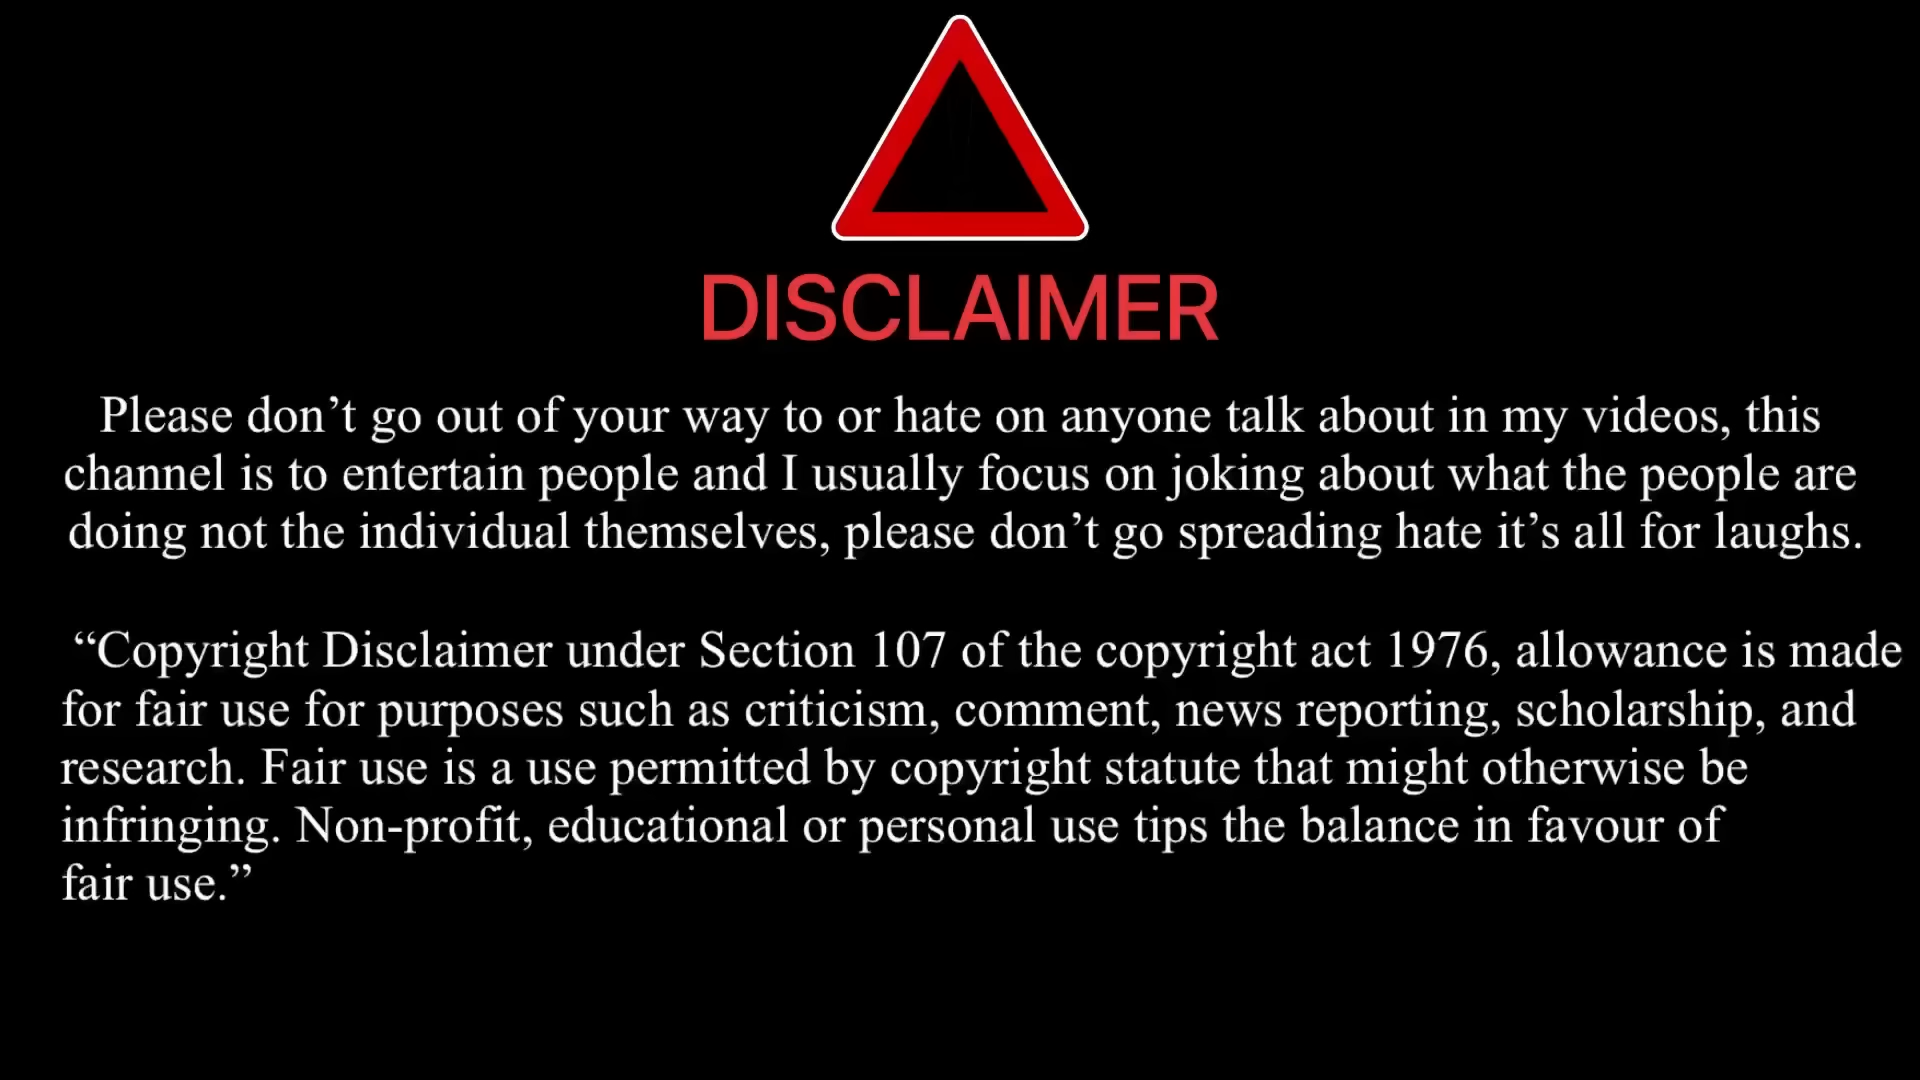 DISCLAIMER
Please don’t go out of your way to or hate on anyone talk about in my videos, this
channel is to entertain people and I usually focus on joking about what the people are
doing not the individual themselves, please don’t go spreading hate it’s all for laughs.
“Copyright Disclaimer under Section 107 of the copyright act 1976, allowance is made
for fair use for purposes such as criticism, comment, news reporting, scholarship, and
research. Fair use is a use permitted by copyright statute that might otherwise be
infringing. Non-profit, educational or personal use tips the balance in favour of
fair use.”